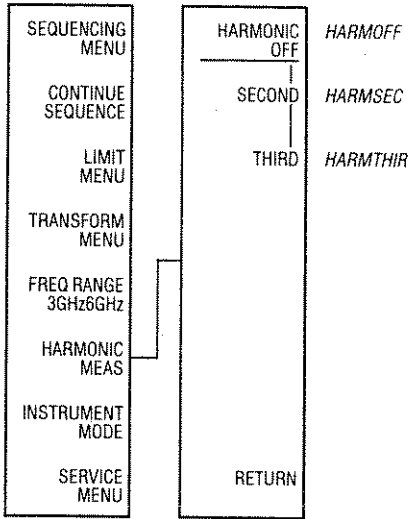 SEQUENCING
MENU
CONTINUE
SEQUENCE
LIMIT
MENU
TRANSFORM
MENU
FREQ RANGE
3GHz6GHz
HARMONIC
MEAS
INSTRUMENT
MODE
SERVICE
MENU
HARMONIC
OFF
SECOND
THIRD
RETURN
HARMOFF
HARMSEC
HARMTHIR